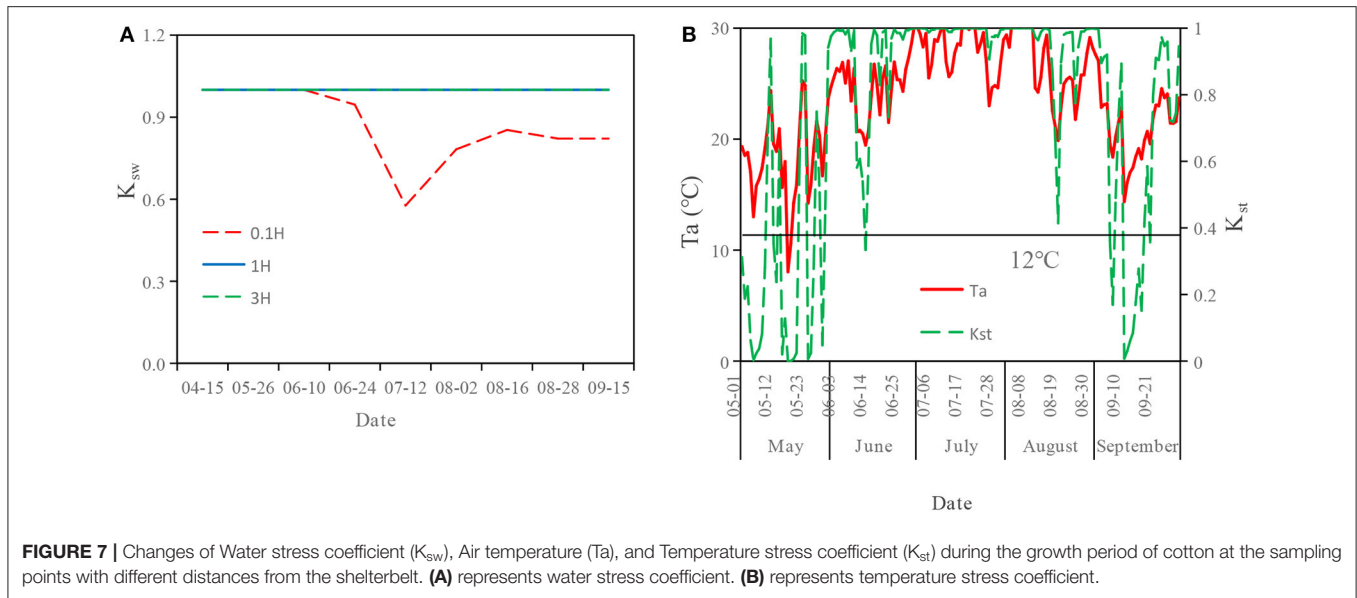 A
1.2
0.9
0.6
0.3
0.0
K_sw
0.1H
1H
3H
04-15 05-26 06-10 06-24 07-12 08-02 08-16 08-28 09-15
Date
B
30
20
10
0
Ta (°C)
1
0.8
0.6
0.4
0.2
0
K_st
12℃
Ta
Kst
05-01 05-12 05-23 06-03 06-14 06-25 07-06 07-17 07-28 08-08 08-19 08-30 09-10 09-21
May June July August September
Date
FIGURE 7 | Changes of Water stress coefficient (K_sw), Air temperature (Ta), and Temperature stress coefficient (K_st) during the growth period of cotton at the sampling
points with different distances from the shelterbelt. (A) represents water stress coefficient. (B) represents temperature stress coefficient.